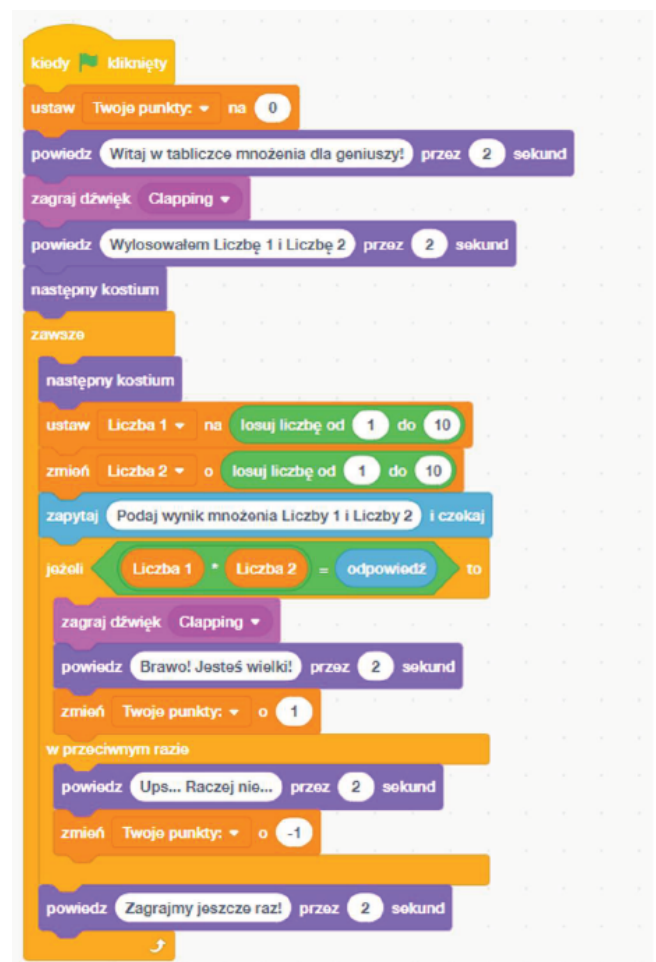 kiedy kliknięty
ustaw Twoje punkty: na 0
powiedz Witaj w tabliczce mnożenia dla geniuszy! przez 2 sekund
zagraj dźwięk Clapping
powiedz Wylosowałem Liczbę 1 i Liczbę 2 przez 2 sekund
następny kostium
zawsze
następny kostium
ustaw Liczba 1 na losuj liczbę od 1 do 10
zmień Liczba 2 o losuj liczbę od 1 do 10
zapytaj Podaj wynik mnożenia Liczby 1 i Liczby 2 i czekaj
jeżeli Liczba 1 * Liczba 2 = odpowiedź to
zagraj dźwięk Clapping
powiedz Brawo! Jesteś wielki! przez 2 sekund
zmień Twoje punkty: o 1
w przeciwnym razie
powiedz Ups... Raczej nie... przez 2 sekund
zmień Twoje punkty: o -1
powiedz Zagrajmy jeszcze raz! przez 2 sekund